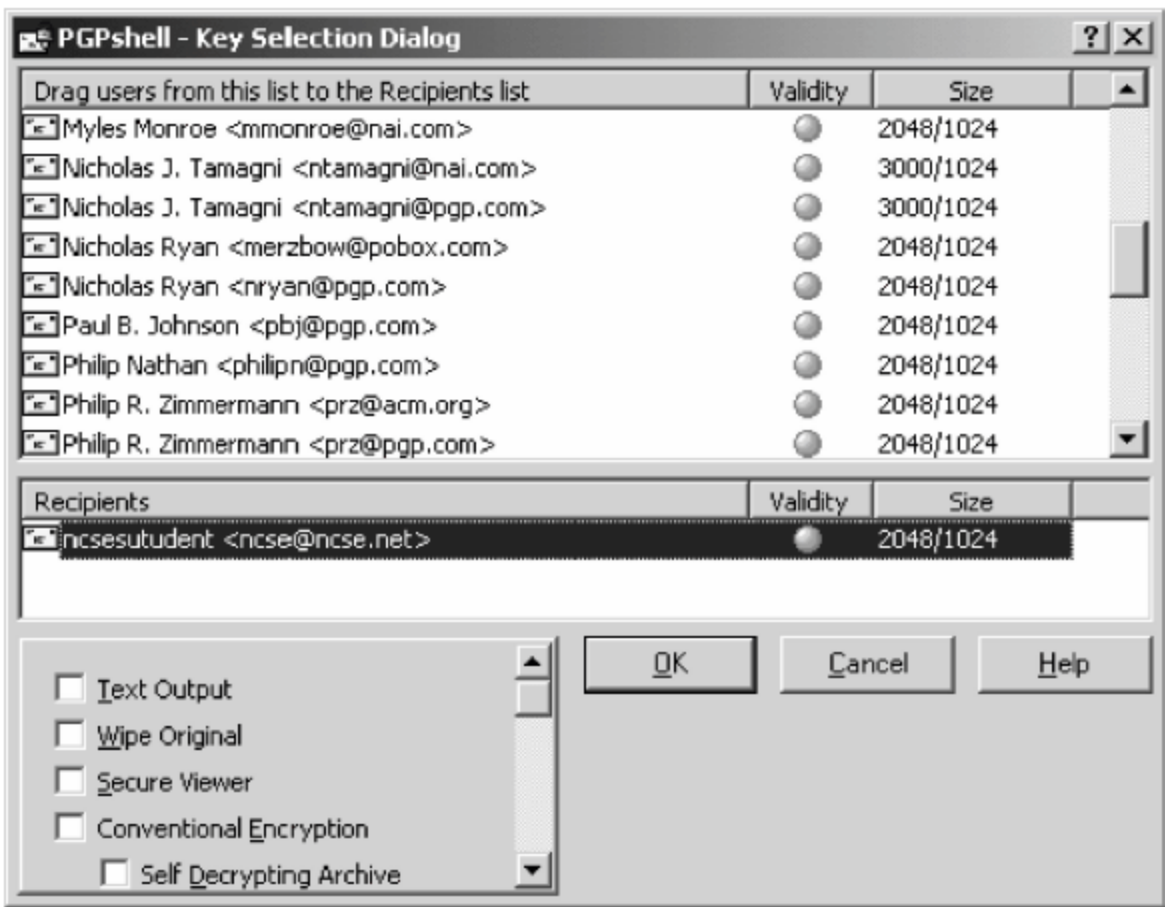 PGPshell - Key Selection Dialog
Drag users from this list to the Recipients list Validity Size
Myles Monroe <mmonroe@nai.com> 2048/1024
Nicholas J. Tamagni <ntamagni@nai.com> 3000/1024
Nicholas J. Tamagni <ntamagni@pgp.com> 3000/1024
Nicholas Ryan <merzbow@pobox.com> 2048/1024
Nicholas Ryan <nryan@pgp.com> 2048/1024
Paul B. Johnson <pbj@pgp.com> 2048/1024
Philip Nathan <philipn@pgp.com> 2048/1024
Philip R. Zimmermann <prz@acm.org> 2048/1024
Philip R. Zimmermann <prz@pgp.com> 2048/1024
Recipients Validity Size
ncsesutudent <ncse@ncse.net> 2048/1024
OK Cancel Help
Text Output
Wipe Original
Secure Viewer
Conventional Encryption
Self Decrypting Archive